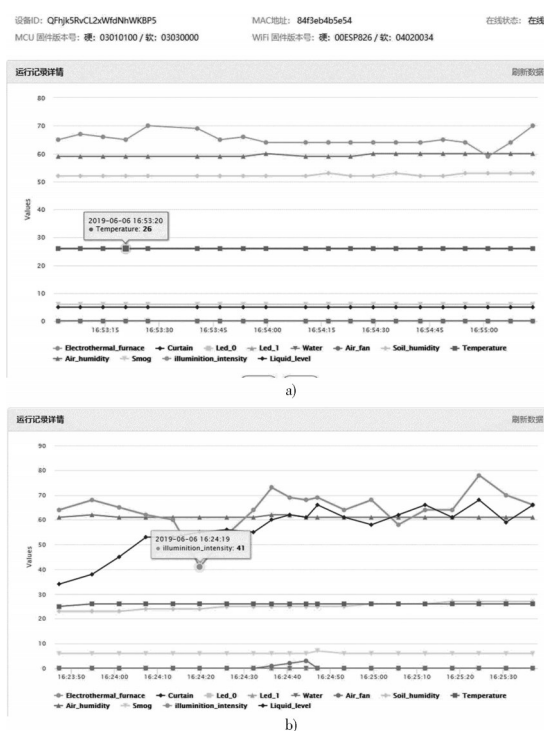 设备ID: QFhjk5RvCL2xWfdNhWKBP5 MAC地址: 84f3eb4b5e54 在线状态: 在线
MCU 固件版本号: 硬: 03010100 / 软: 03030000 WiFi 固件版本号: 硬: 00ESP826 / 软: 04020034
运行记录详情 刷新数据
80
70
60
50
40
30
20
10
0
Values
2019-06-06 16:53:20
Temperature: 26
16:53:15 16:53:30 16:53:45 16:54:00 16:54:15 16:54:30 16:54:45 16:55:00
Electrothermal_furnace Curtain Led_0 Led_1 Water Air_fan Soil_humidity Temperature
Air_humidity Smog illuminition_intensity Liquid_level
a)
运行记录详情 刷新数据
90
80
70
60
50
40
30
20
10
0
Values
2019-06-06 16:24:19
illuminition_intensity: 41
16:23:50 16:24:00 16:24:10 16:24:20 16:24:30 16:24:40 16:24:50 16:25:00 16:25:10 16:25:20 16:25:30
Electrothermal_furnace Curtain Led_0 Led_1 Water Air_fan Soil_humidity Temperature
Air_humidity Smog illuminition_intensity Liquid_level
b)